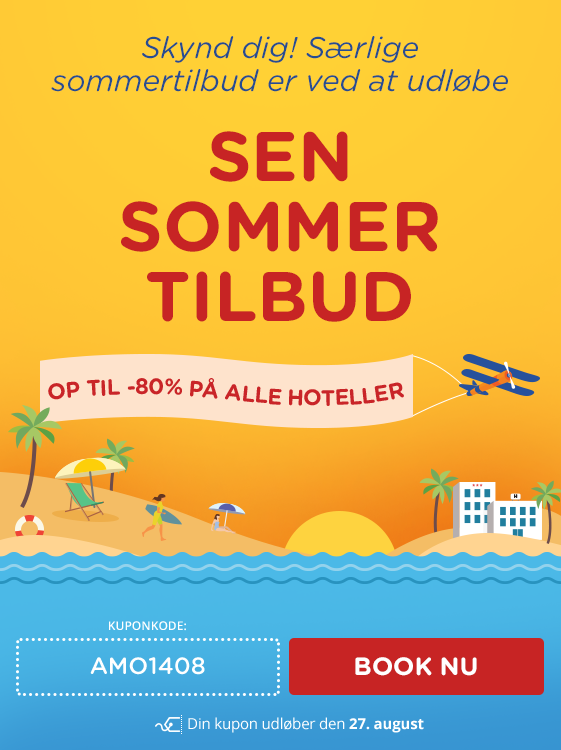 Skynd dig! Særlige
sommertilbud er ved at udløbe
SEN
SOMMER
TILBUD
OP TIL -80% PÅ ALLE HOTELLER
H
KUPONKODE:
AMO1408
BOOK NU
Din kupon udløber den 27. august